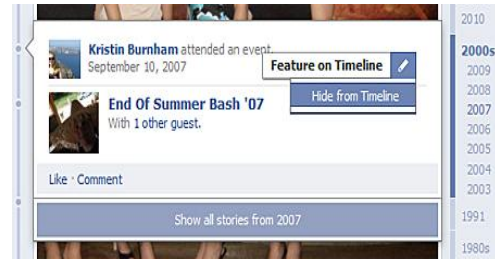 Kristin Burnham attended an event.
September 10, 2007
Feature on Timeline
Hide from Timeline
End Of Summer Bash '07
With 1 other guest.
Like · Comment
Show all stories from 2007
2010
2000s
2009
2008
2007
2006
2005
2004
2003
1991
1980s